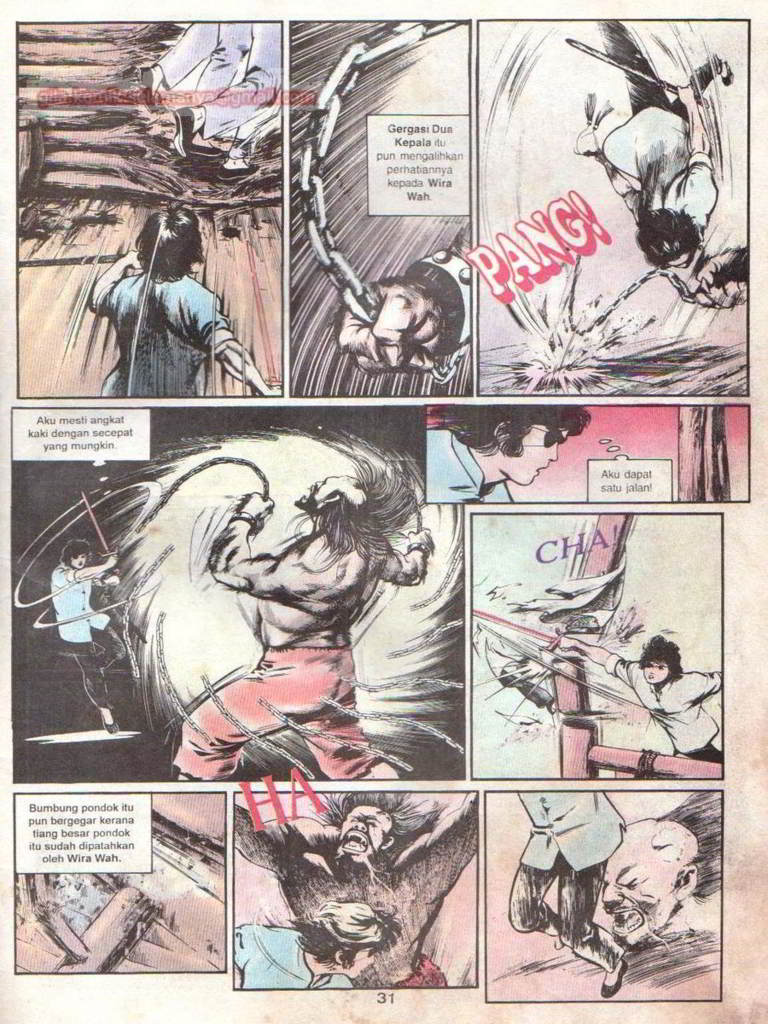 Gergasi Dua
Kepala itu
pun mengalihkan
perhatiannya
kepada Wira
Wah.
PANG!
Aku mesti angkat
kaki dengan secepat
yang mungkin.
Aku dapat
satu jalan!
CHA!
Bumbung pondok itu
pun bergegar kerana
tiang besar pondok
itu sudah dipatahkan
oleh Wira Wah.
HA
31